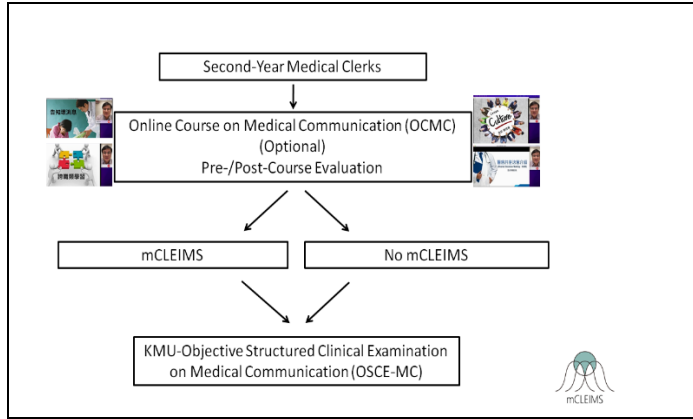 Second-Year Medical Clerks
Online Course on Medical Communication (OCMC)
(Optional)
Pre-/Post-Course Evaluation
Culture
mCLEIMS
No mCLEIMS
KMU-Objective Structured Clinical Examination
on Medical Communication (OSCE-MC)
mCLEIMS